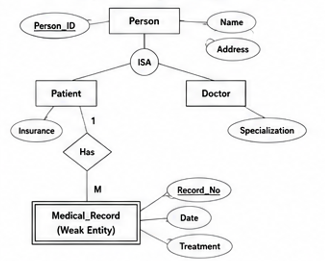 Person
Person_ID
Name
Address
ISA
Patient
Doctor
Insurance
1
Specialization
Has
M
Record_No
Medical_Record
(Weak Entity)
Date
Treatment